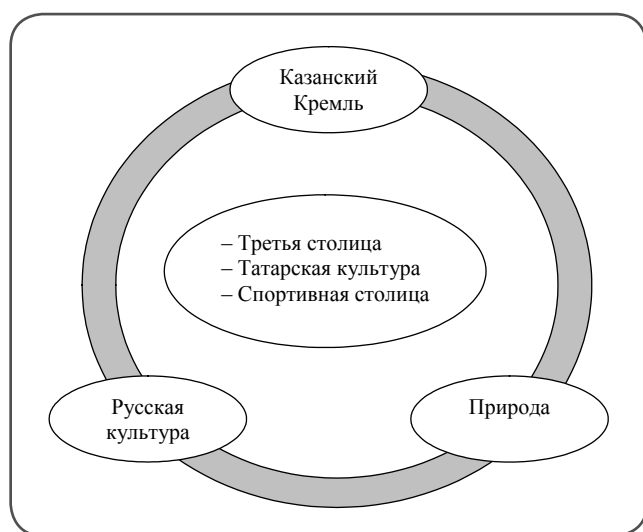 Казанский
Кремль
– Третья столица
– Татарская культура
– Спортивная столица
Русская
культура
Природа